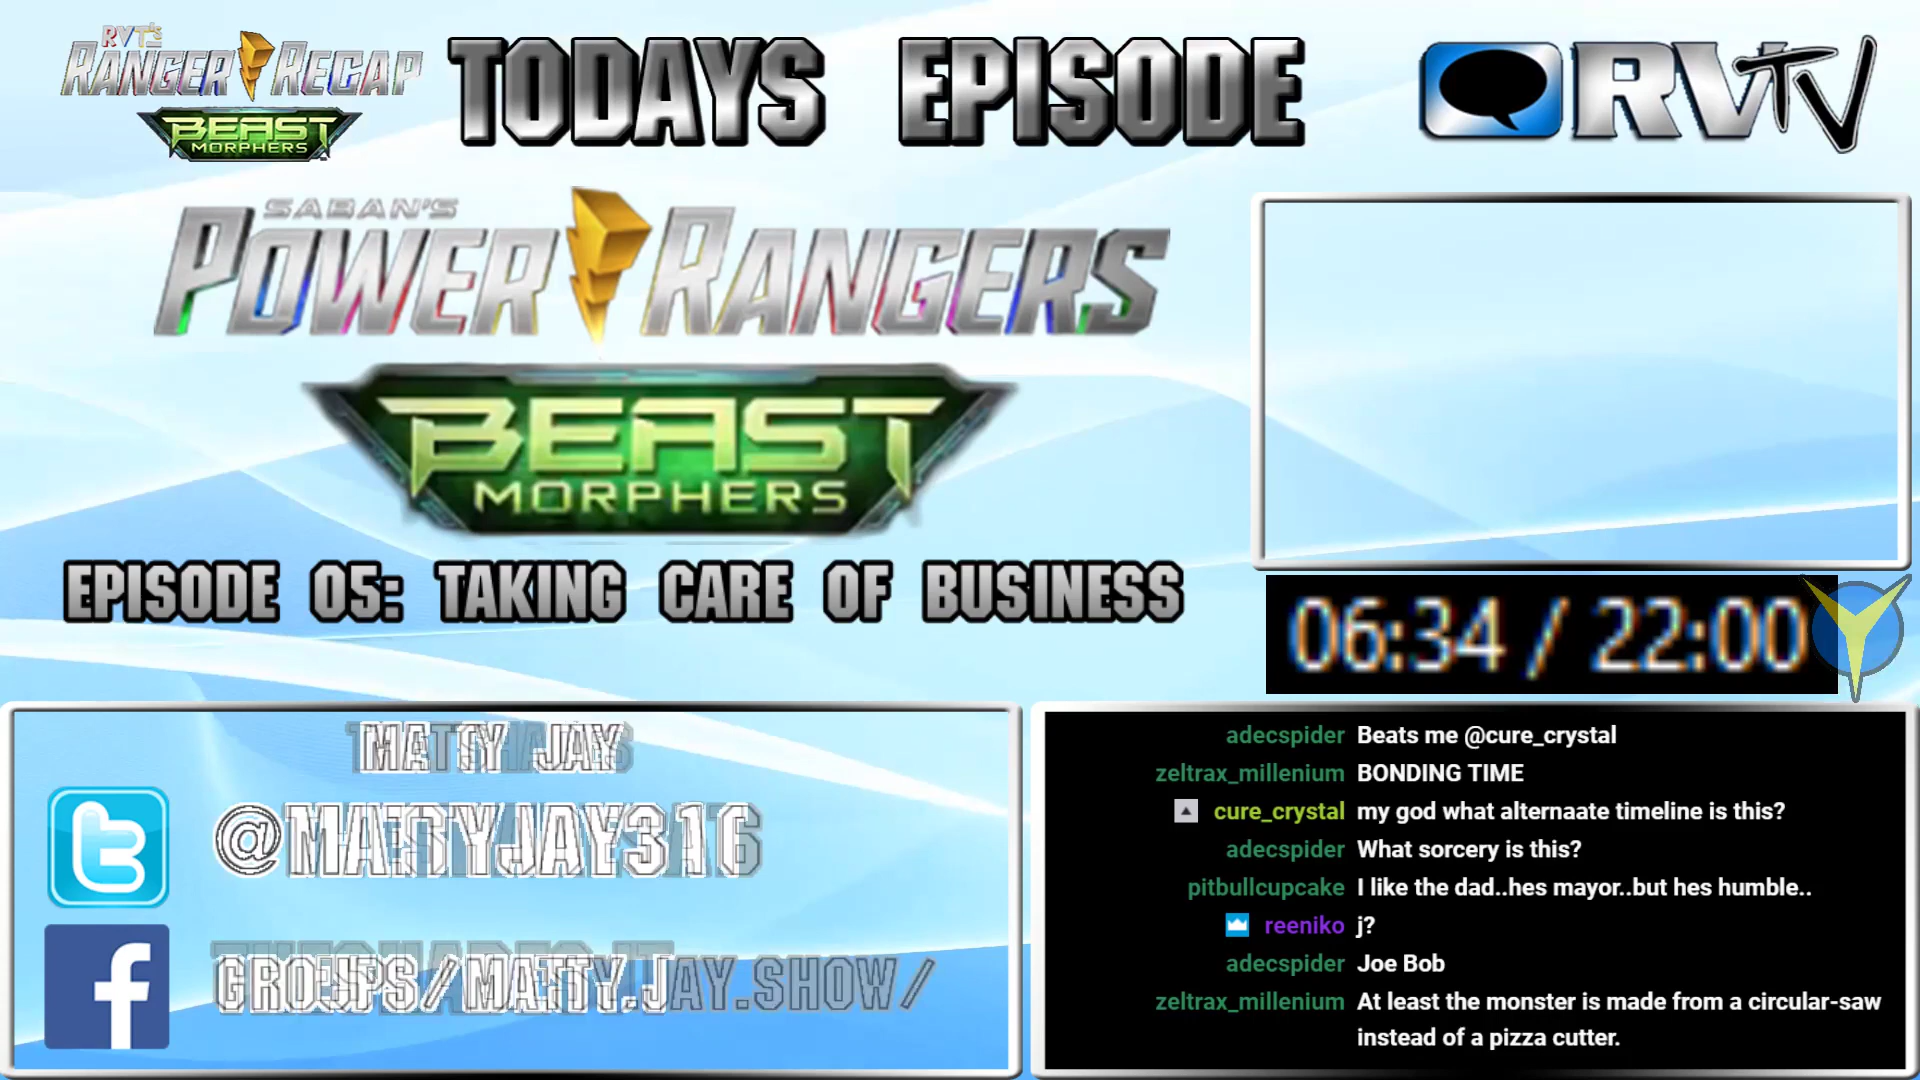 RVT's
RANGER RECAP
BEAST
MORPHERS
TODAYS EPISODE
RVTV
SABAN'S
POWER RANGERS
BEAST
MORPHERS
EPISODE 05: TAKING CARE OF BUSINESS
06:34 / 22:00
MATTY JAY
@MATTYJAY316
GROUPS/MATTY.JAY.SHOW/
adecspider Beats me @cure_crystal
zeltrax_millenium BONDING TIME
cure_crystal my god what alternaate timeline is this?
adecspider What sorcery is this?
pitbullcupcake I like the dad..hes mayor..but hes humble..
reeniko j?
adecspider Joe Bob
zeltrax_millenium At least the monster is made from a circular-saw
instead of a pizza cutter.